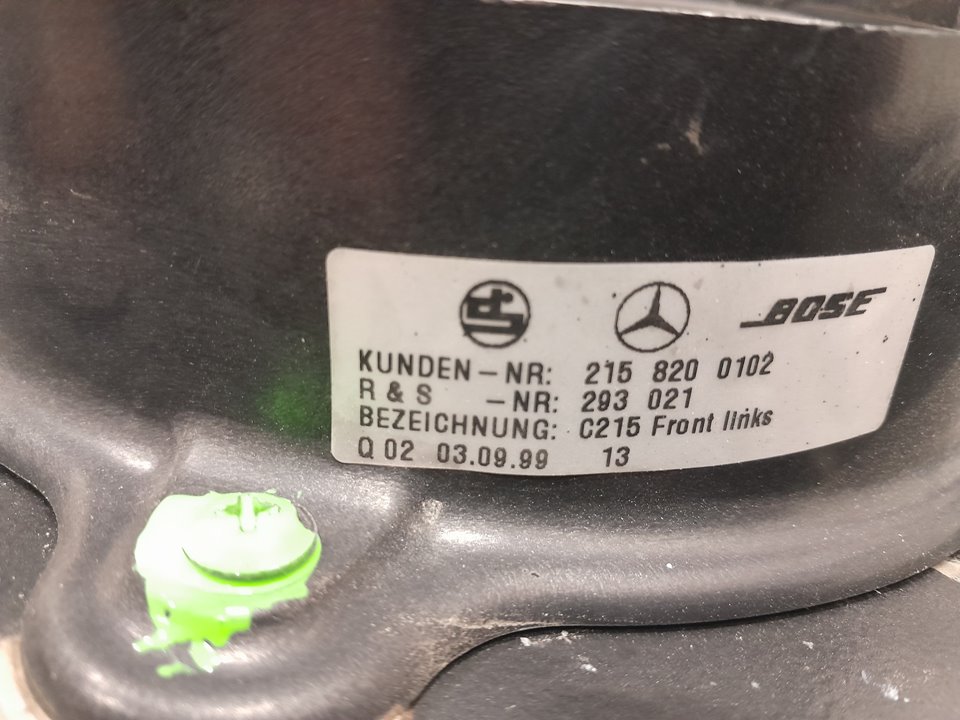 BOSE
KUNDEN-NR: 215 820 0102
R & S -NR: 293 021
BEZEICHNUNG: C215 Front links
Q 02 03.09.99 13